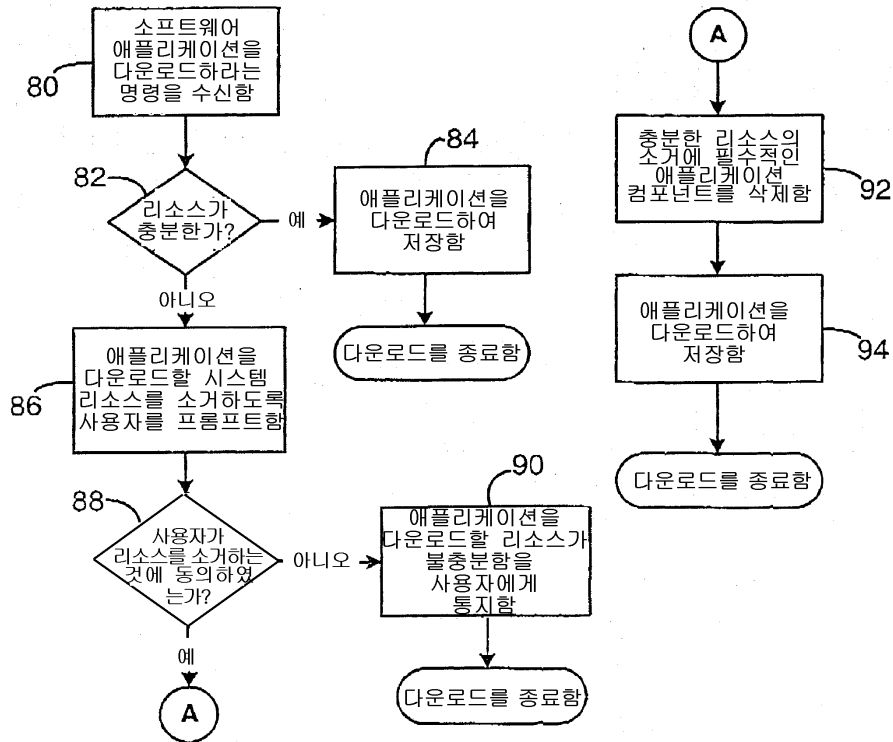 소프트웨어
애플리케이션을
다운로드하라는
명령을 수신함
80
82
리소스가
충분한가?
예
84
애플리케이션을
다운로드하여
저장함
다운로드를 종료함
아니오
86
애플리케이션을
다운로드할 시스템
리소스를 소거하도록
사용자를 프롬프트함
88
사용자가
리소스를 소거하는
것에 동의하였
는가?
아니오
90
애플리케이션을
다운로드할 리소스가
불충분함을
사용자에게
통지함
다운로드를 종료함
예
A
A
충분한 리소스의
소거에 필수적인
애플리케이션
컴포넌트를 삭제함
92
애플리케이션을
다운로드하여
저장함
94
다운로드를 종료함